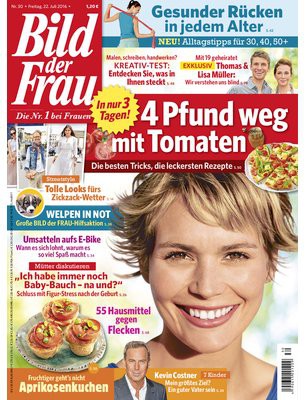 Nr. 30 • Freitag, 22. Juli 2016 • 1,20 €
Bild
der
Frau
Die Nr. 1 bei Frauen
Gesunder Rücken
in jedem Alter
NEU! Alltagstipps für 30, 40, 50+
Malen, schreiben, handwerken?
KREATIV-TEST:
Entdecken Sie, was in
Ihnen steckt
Mit 19 geheiratet
EXKLUSIV Thomas &
Lisa Müller:
Wir verstehen uns blind
In nur 3
Tagen!
4 Pfund weg
mit Tomaten
Die besten Tricks, die leckersten Rezepte
Streetstyle
Tolle Looks fürs
Zickzack-Wetter
WELPEN IN NOT
Große BILD der FRAU-Hilfsaktion
Umsatteln aufs E-Bike
Wann es sich lohnt, warum es
so viel Spaß macht
Mütter diskutieren
„Ich habe immer noch
Baby-Bauch – na und?“
Schluss mit Figur-Stress nach der Geburt
55 Hausmittel
gegen
Flecken
Fruchtiger geht's nicht
Aprikosenkuchen
Kevin Costner
7 Kinder
Mein größtes Ziel?
Ein guter Vater sein